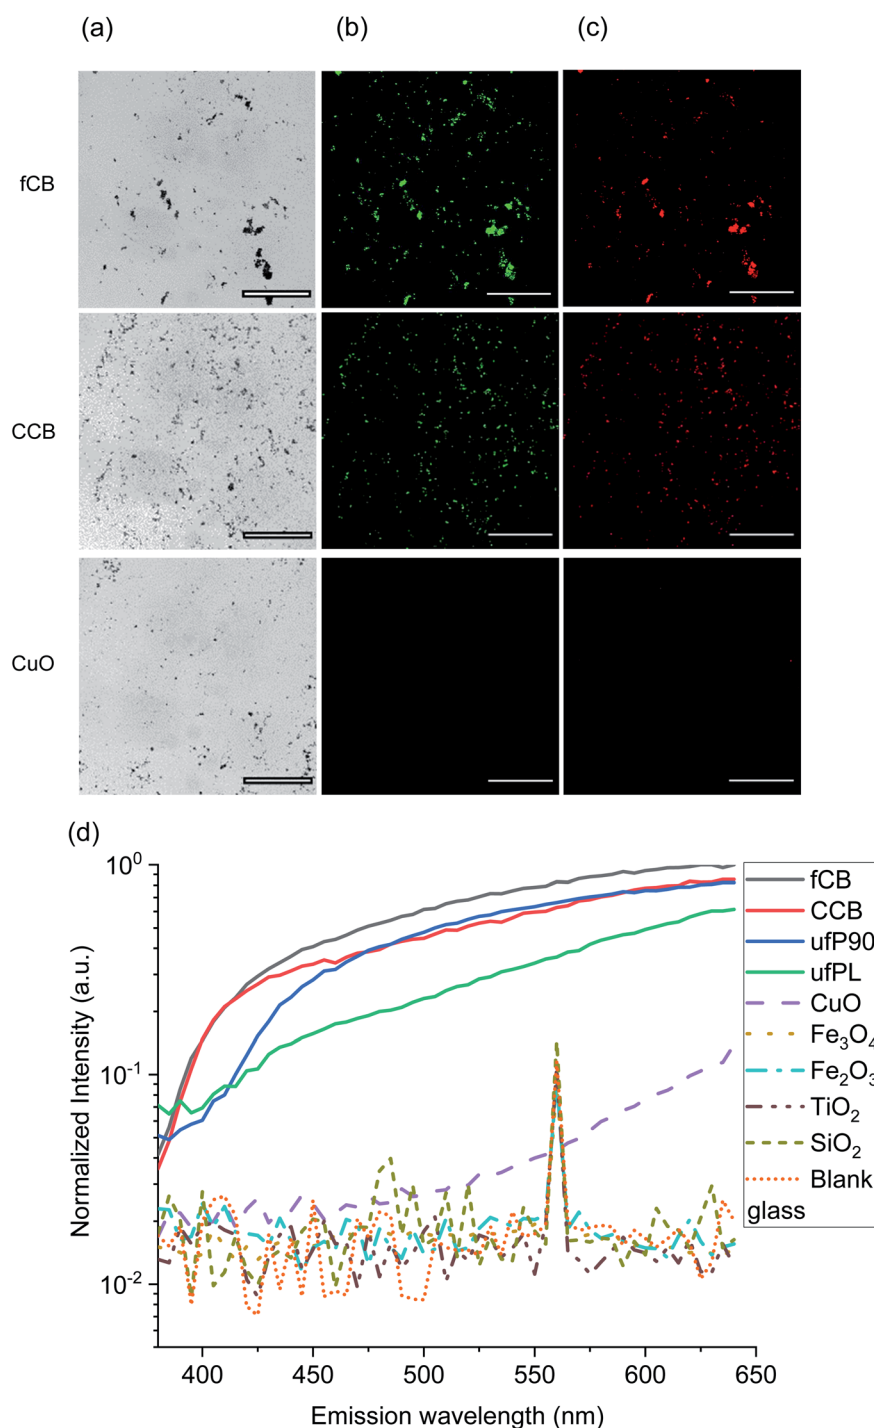 (a)
(b)
(c)
fCB
CCB
CuO
(d)
Normalized Intensity (a.u.)
10⁰
10⁻¹
10⁻²
400
450
500
550
600
650
Emission wavelength (nm)
fCB
CCB
ufP90
ufPL
CuO
Fe₃O₄
Fe₂O₃
TiO₂
SiO₂
Blank
glass